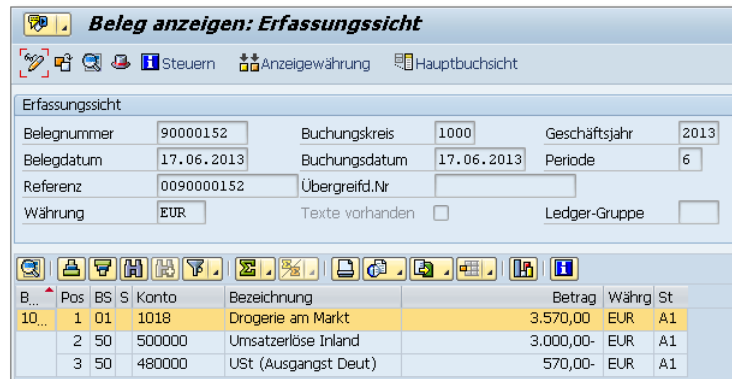 Beleg anzeigen: Erfassungssicht
Steuern Anzeigewährung Hauptbuchsicht
Erfassungssicht
Belegnummer 90000152 Buchungskreis 1000 Geschäftsjahr 2013
Belegdatum 17.06.2013 Buchungsdatum 17.06.2013 Periode 6
Referenz 0090000152 Übergreifd.Nr
Währung EUR Texte vorhanden Ledger-Gruppe
B... Pos BS S Konto Bezeichnung Betrag Währg St
10... 1 01 1018 Drogerie am Markt 3.570,00 EUR A1
2 50 500000 Umsatzerlöse Inland 3.000,00- EUR A1
3 50 480000 USt (Ausgangst Deut) 570,00- EUR A1